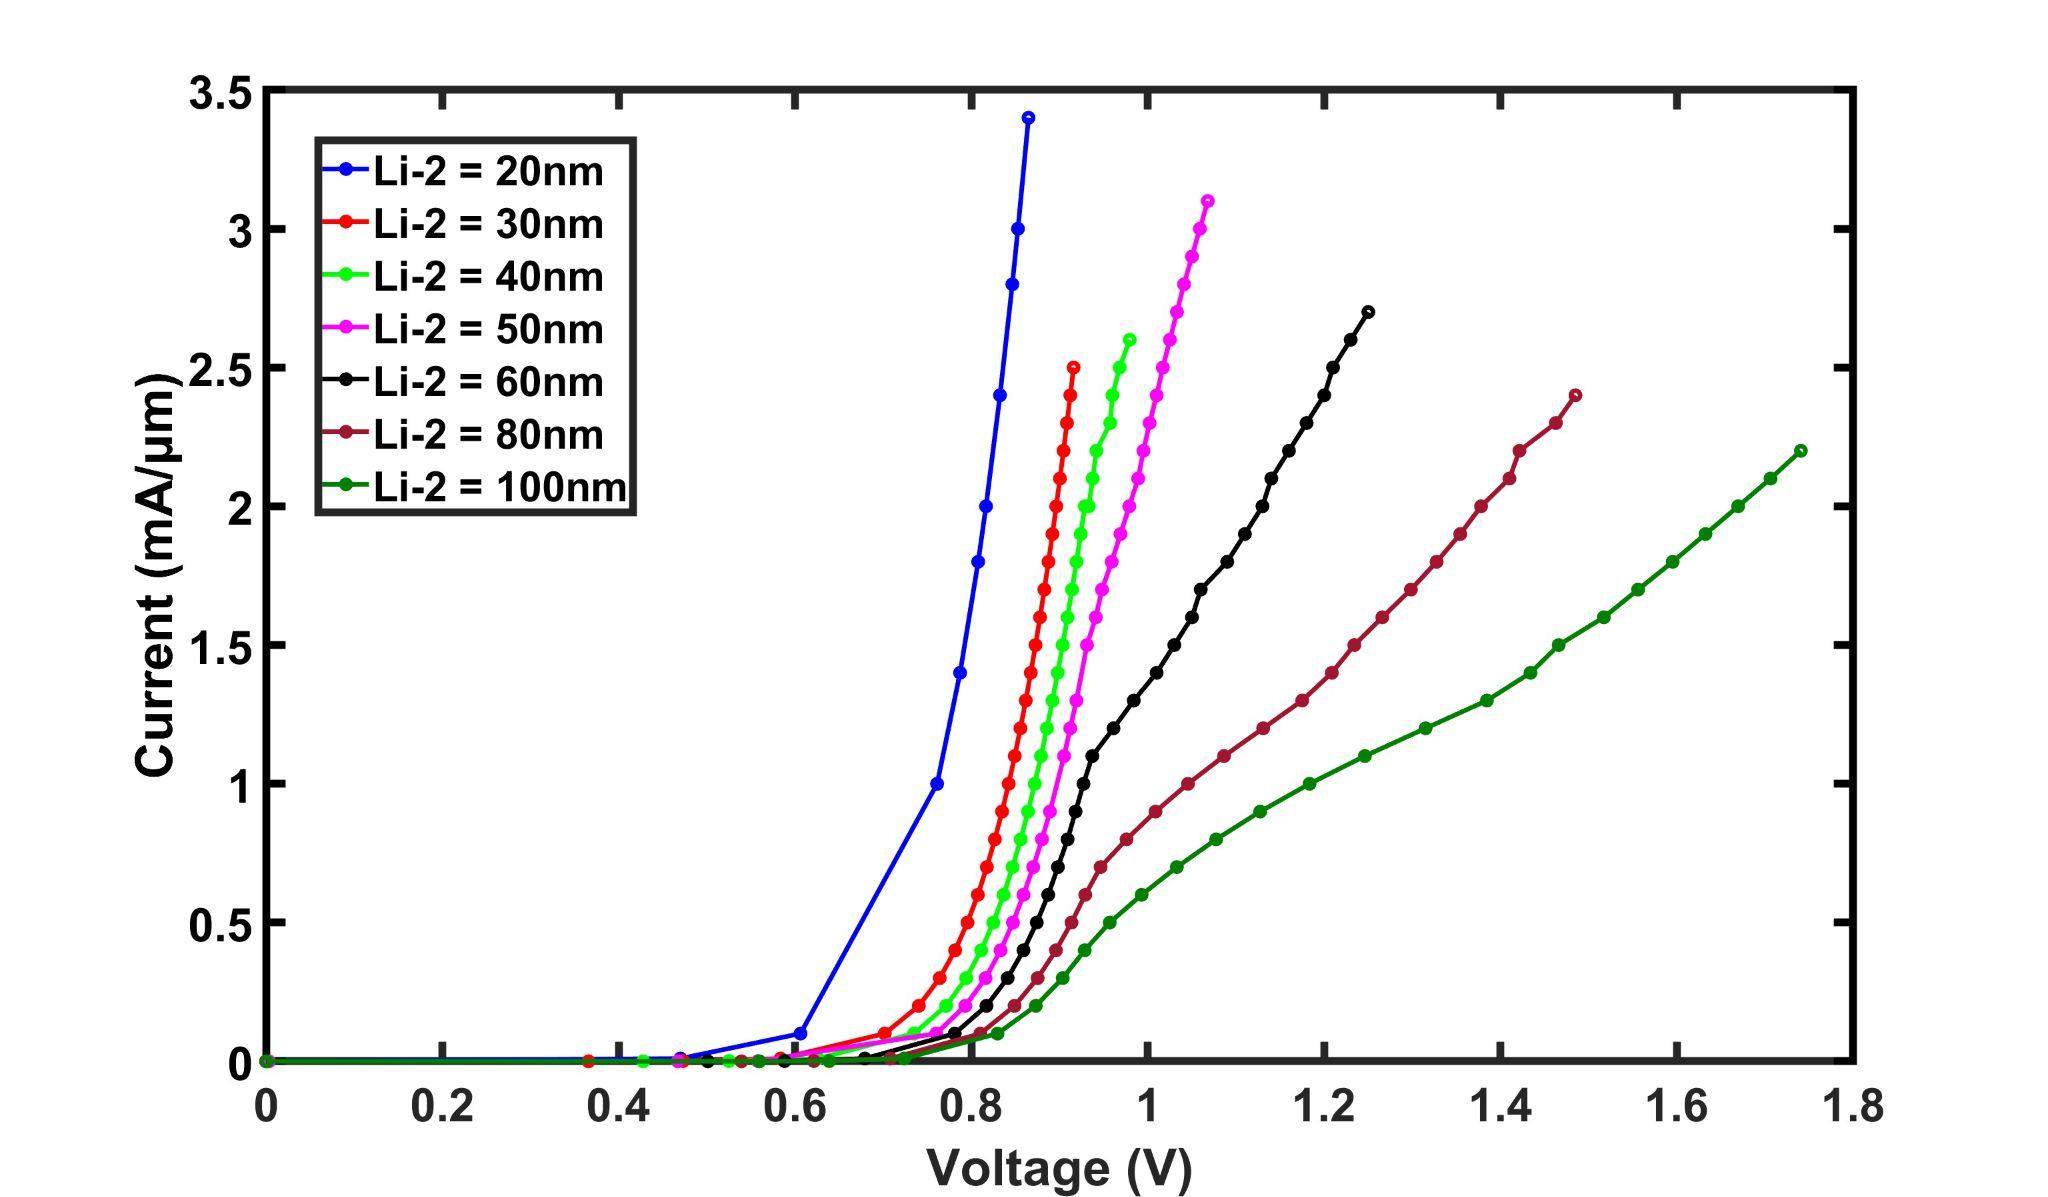 3.5
3
2.5
2
1.5
1
0.5
0
Current (mA/µm)
Li-2 = 20nm
Li-2 = 30nm
Li-2 = 40nm
Li-2 = 50nm
Li-2 = 60nm
Li-2 = 80nm
Li-2 = 100nm
0 0.2 0.4 0.6 0.8 1 1.2 1.4 1.6 1.8
Voltage (V)